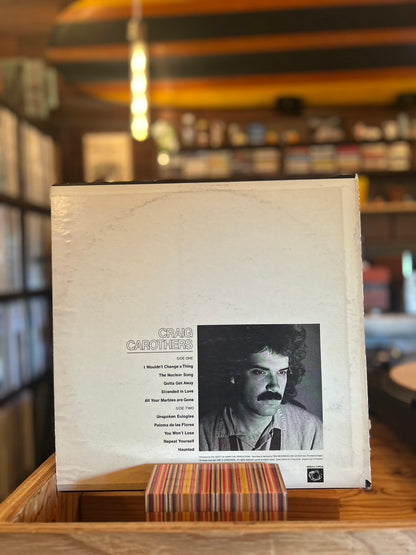 CRAIG
CAROTHERS
SIDE ONE
I Wouldn't Change a Thing
The Nuclear Song
Gotta Get Away
Stranded in Love
All Your Marbles are Gone
SIDE TWO
Unspoken Eulogies
Paloma de las Flores
You Won't Lose
Repeat Yourself
Haunted